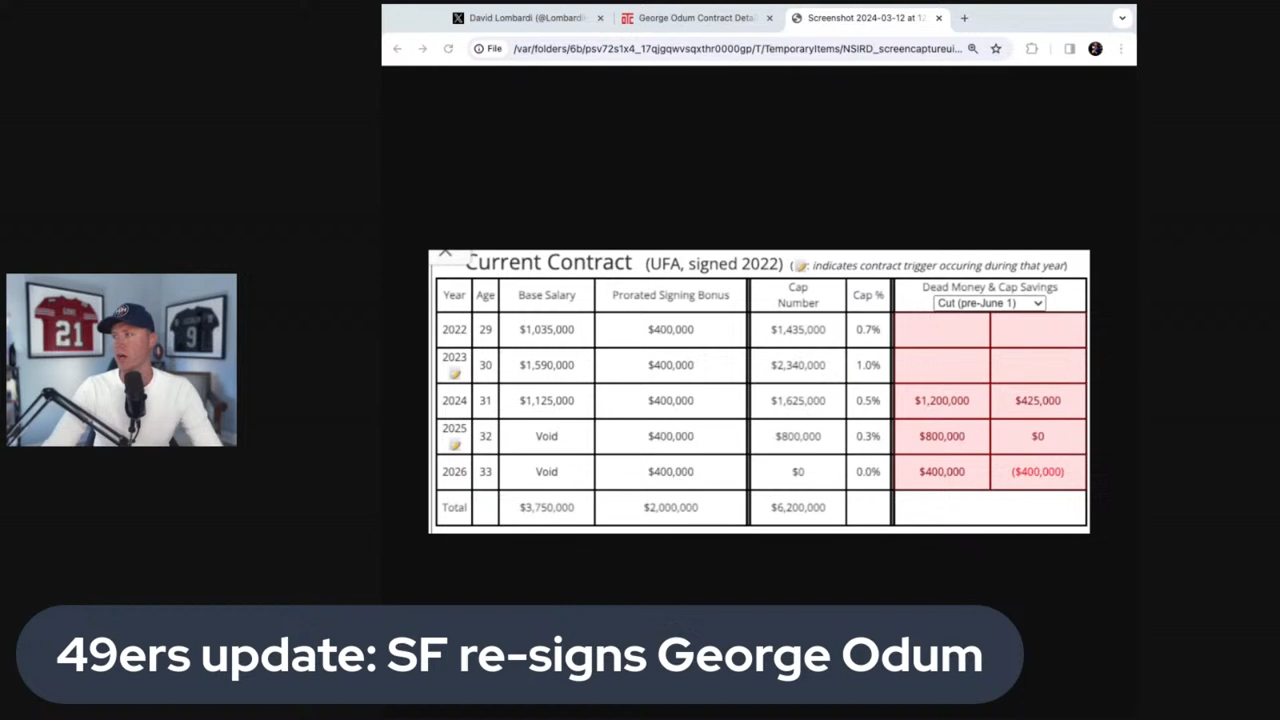 David Lombardi (@Lombardi
George Odum Contract Deta
Screenshot 2024-03-12 at 1
File
/var/folders/6b/psv72s1x4_17qjgqwvsqxthr0000gp/T/TemporaryItems/NSIRD_screencaptureui...
Current Contract (UFA, signed 2022) (: indicates contract trigger occuring during that year)
Year Age Base Salary Prorated Signing Bonus Cap Number Cap % Dead Money & Cap Savings
Cut (pre-June 1)
2022 29 $1,035,000 $400,000 $1,435,000 0.7%
2023 30 $1,590,000 $400,000 $2,340,000 1.0%
2024 31 $1,125,000 $400,000 $1,625,000 0.5% $1,200,000 $425,000
2025 32 Void $400,000 $800,000 0.3% $800,000 $0
2026 33 Void $400,000 $0 0.0% $400,000 ($400,000)
Total $3,750,000 $2,000,000 $6,200,000
21
9
49ers update: SF re-signs George Odum